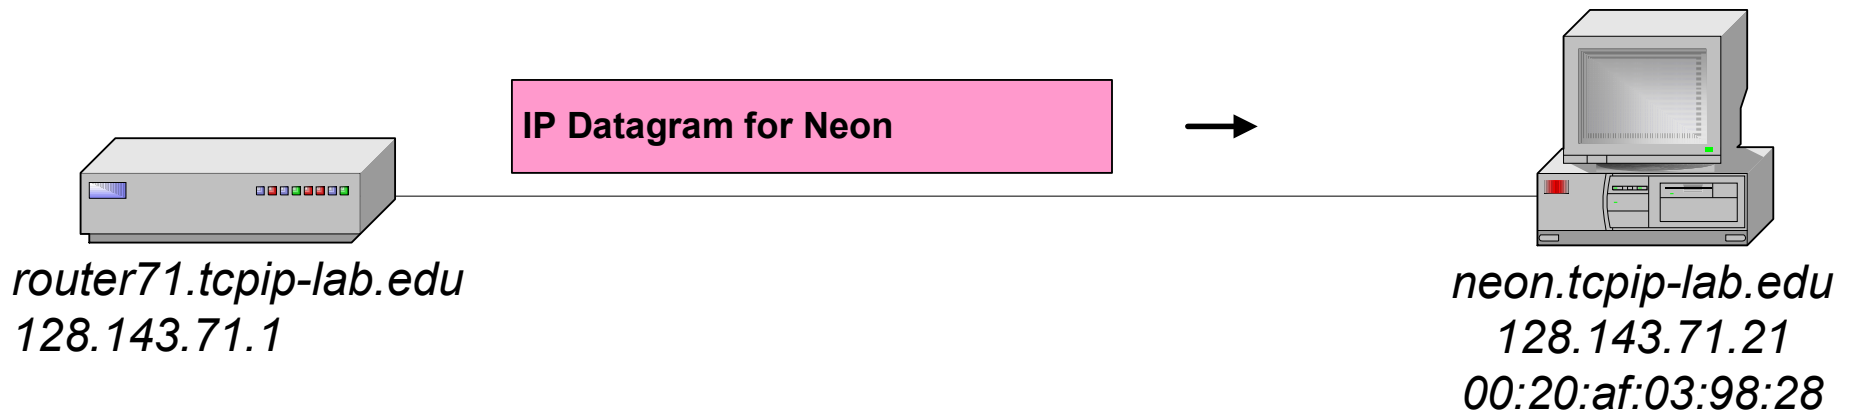 IP Datagram for Neon
router71.tcpip-lab.edu
128.143.71.1
neon.tcpip-lab.edu
128.143.71.21
00:20:af:03:98:28